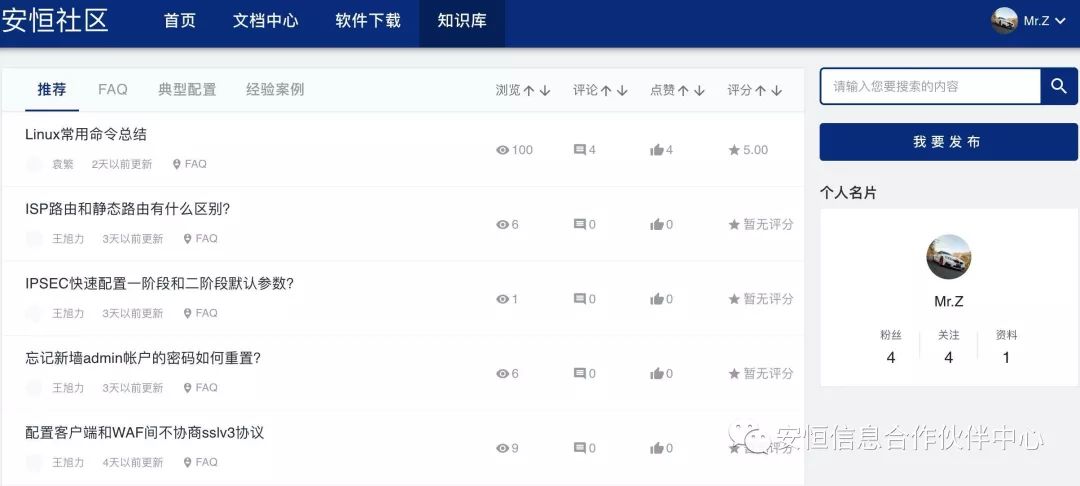 安恒社区 首页 文档中心 软件下载 知识库 Mr.Z
推荐 FAQ 典型配置 经验案例 浏览↑↓ 评论↑↓ 点赞↑↓ 评分↑↓
Linux常用命令总结
袁繁 2天以前更新 FAQ 100 4 4 5.00
ISP路由和静态路由有什么区别?
王旭力 3天以前更新 FAQ 6 0 0 暂无评分
IPSEC快速配置一阶段和二阶段默认参数?
王旭力 3天以前更新 FAQ 1 0 0 暂无评分
忘记新墙admin帐户的密码如何重置?
王旭力 3天以前更新 FAQ 6 0 0 暂无评分
配置客户端和WAF间不协商sslv3协议
王旭力 4天以前更新 FAQ 9 0 0 暂无评分
请输入您要搜索的内容
我要发布
个人名片
Mr.Z
粉丝 关注 资料
4 4 1
安恒信息合作伙伴中心